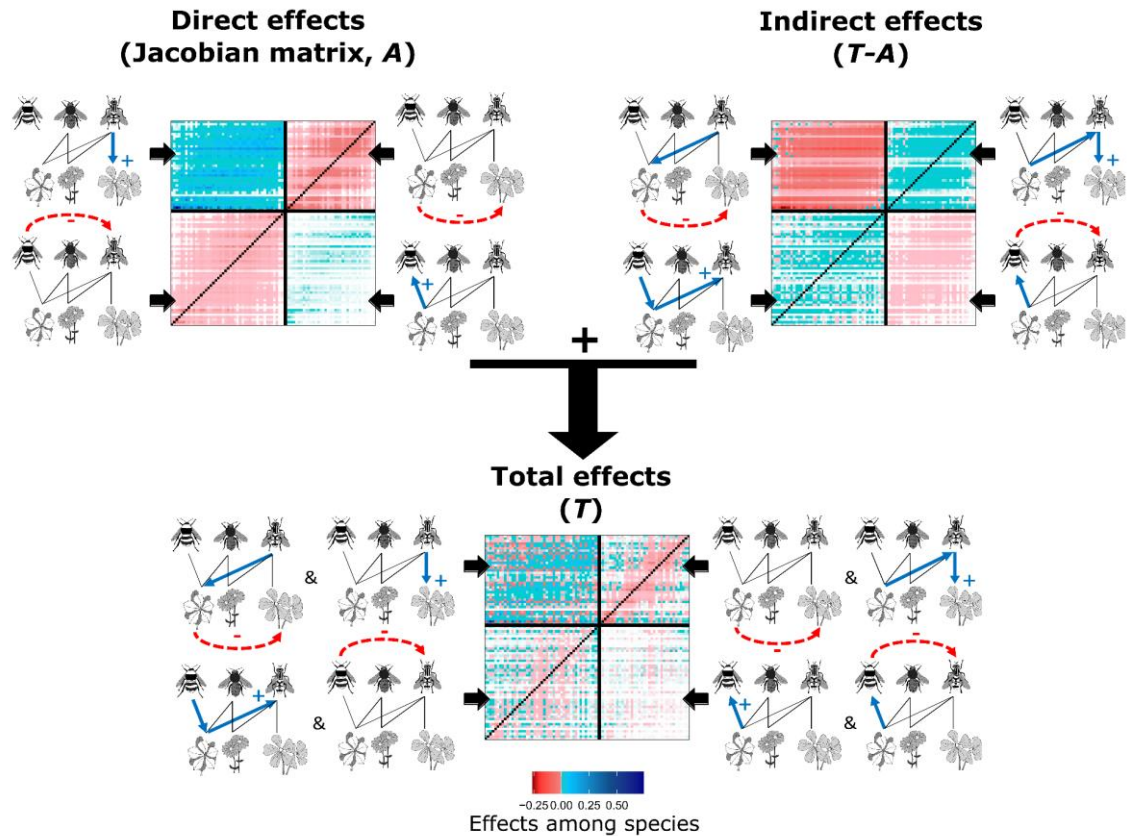 Direct effects
(Jacobian matrix, A)
Indirect effects
(T-A)
+
-
-
+
-
+
+
-
+
Total effects
(T)
&
+
-
-
+
&
&
-
&
+
-
+
&
-0.25 0.00 0.25 0.50
Effects among species